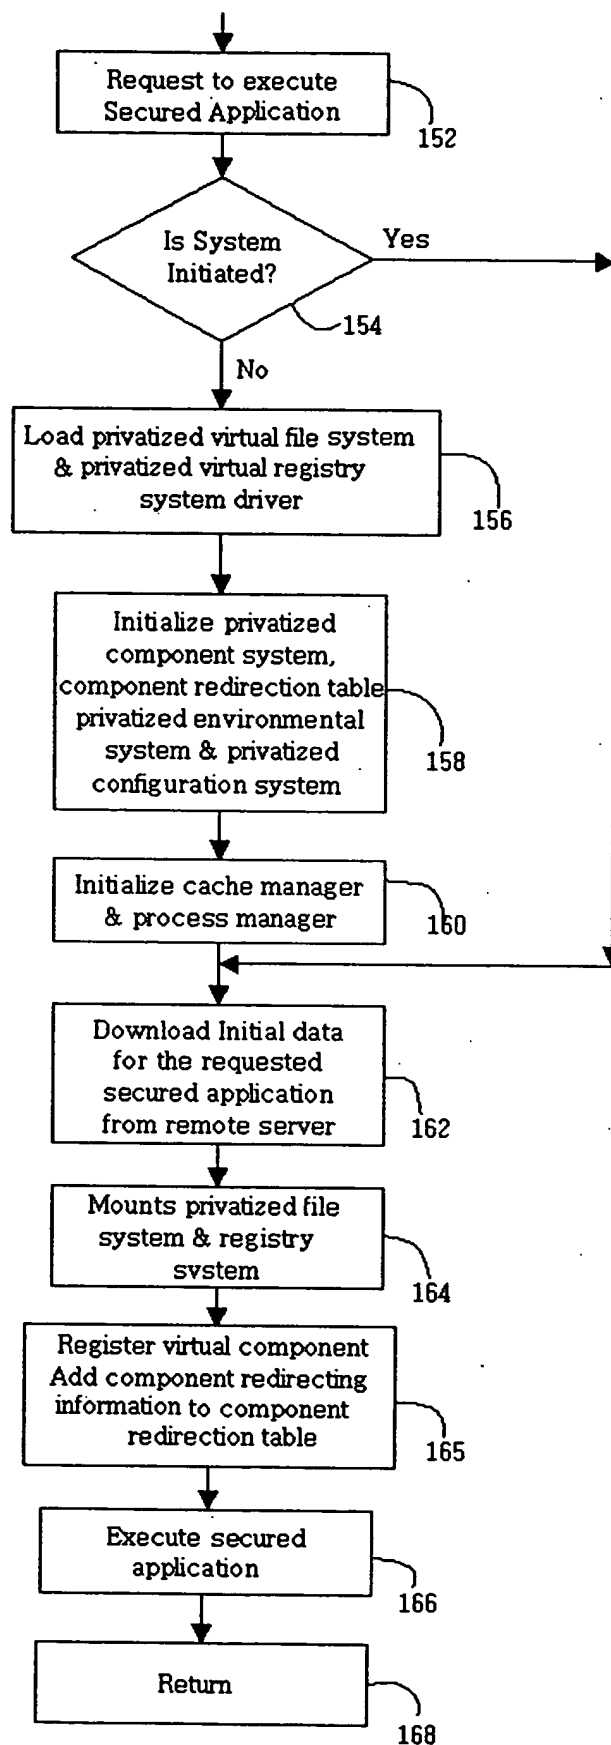 Request to execute
Secured Application
152
Is System
Initiated?
Yes
154
No
Load privatized virtual file system
& privatized virtual registry
system driver
156
Initialize privatized
component system,
component redirection table
privatized environmental
system & privatized
configuration system
158
Initialize cache manager
& process manager
160
Download Initial data
for the requested
secured application
from remote server
162
Mounts privatized file
system & registry
system
164
Register virtual component
Add component redirecting
information to component
redirection table
165
Execute secured
application
166
Return
168